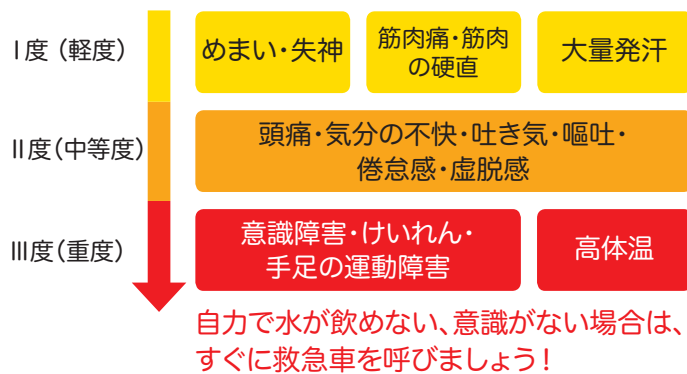 Ⅰ度（軽度）
めまい・失神
筋肉痛・筋肉
の硬直
大量発汗
Ⅱ度（中等度）
頭痛・気分の不快・吐き気・嘔吐・
倦怠感・虚脱感
Ⅲ度（重度）
意識障害・けいれん・
手足の運動障害
高体温
自力で水が飲めない、意識がない場合は、
すぐに救急車を呼びましょう！